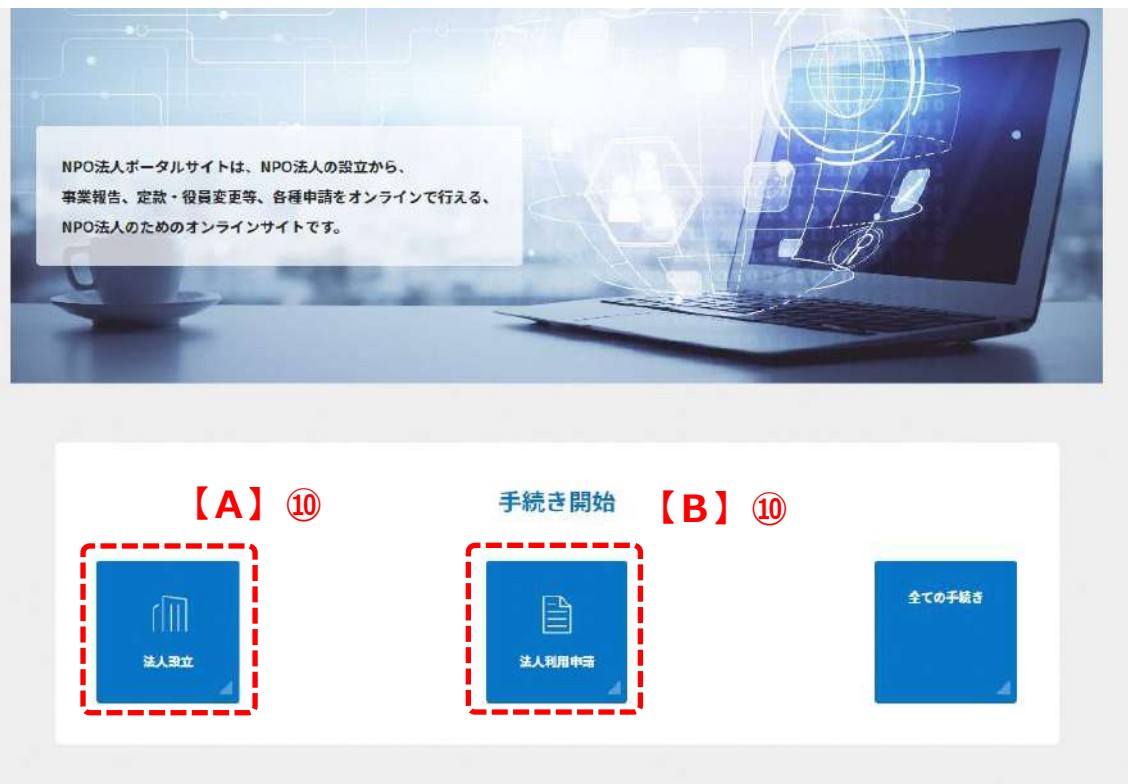 NPO法人ポータルサイトは、NPO法人の設立から、
事業報告、定款・役員変更等、各種申請をオンラインで行える、
NPO法人のためのオンラインサイトです。
【A】⑩
手続き開始
【B】⑩
法人設立
法人利用申請
全ての手続き